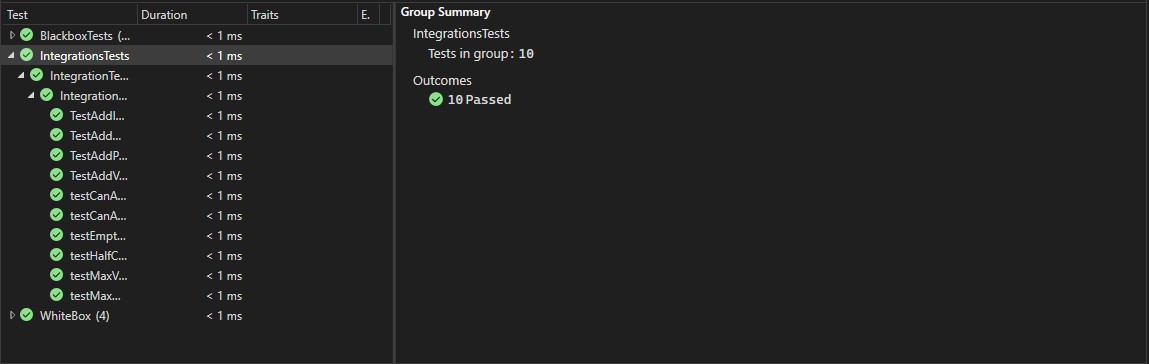 Test Duration Traits E.
BlackboxTests (... < 1 ms
IntegrationsTests < 1 ms
IntegrationTe... < 1 ms
Integration... < 1 ms
TestAddI... < 1 ms
TestAdd... < 1 ms
TestAddP... < 1 ms
TestAddV... < 1 ms
testCanA... < 1 ms
testCanA... < 1 ms
testEmpt... < 1 ms
testHalfC... < 1 ms
testMaxV... < 1 ms
testMax... < 1 ms
WhiteBox (4) < 1 ms
Group Summary
IntegrationsTests
Tests in group: 10
Outcomes
10 Passed